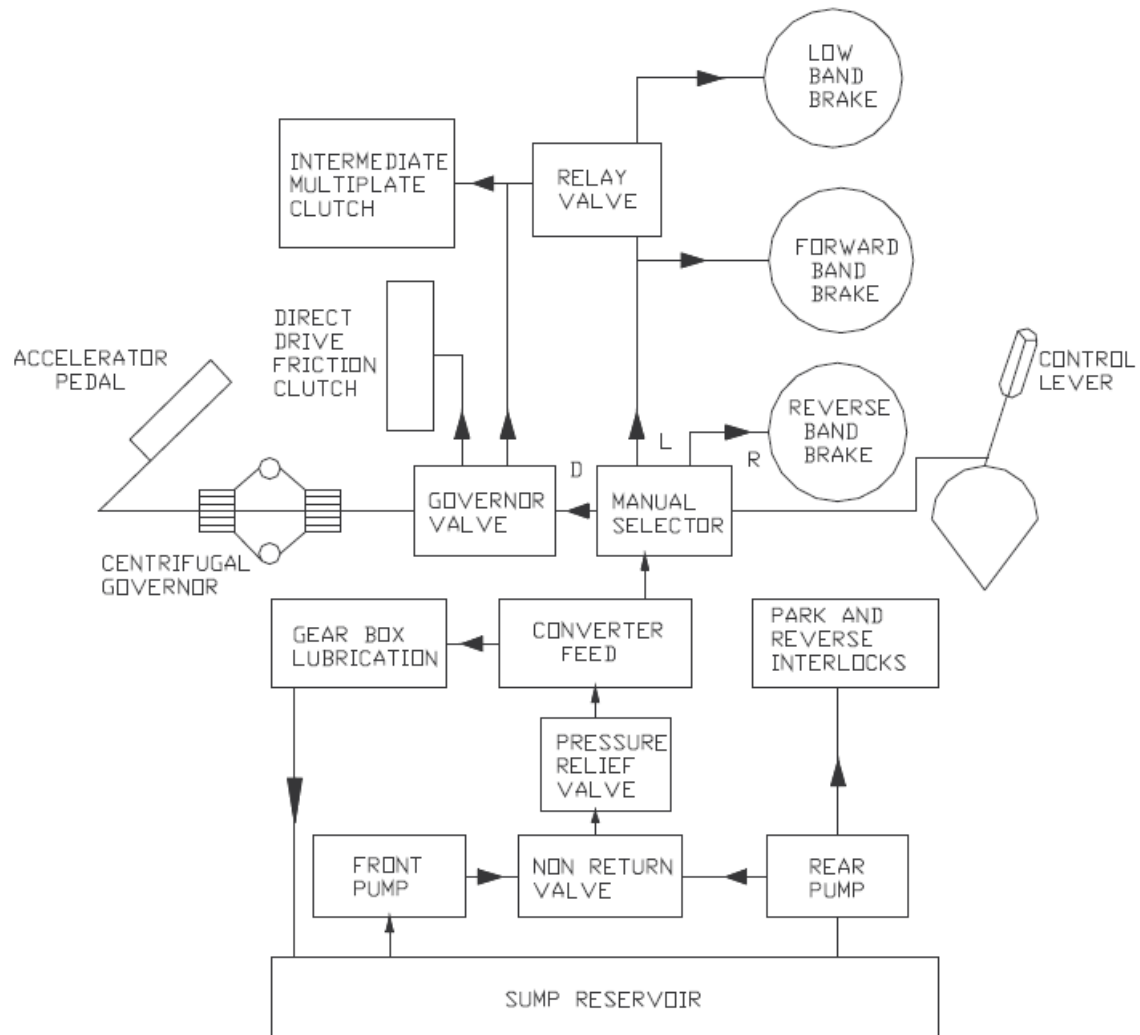 LOW
BAND
BRAKE
INTERMEDIATE
MULTIPLATE
CLUTCH
RELAY
VALVE
FORWARD
BAND
BRAKE
DIRECT
DRIVE
FRICTION
CLUTCH
ACCELERATOR
PEDAL
CONTROL
LEVER
REVERSE
BAND
BRAKE
L
R
D
GOVERNOR
VALVE
MANUAL
SELECTOR
CENTRIFUGAL
GOVERNOR
GEAR BOX
LUBRICATION
CONVERTER
FEED
PARK AND
REVERSE
INTERLOCKS
PRESSURE
RELIEF
VALVE
FRONT
PUMP
NON RETURN
VALVE
REAR
PUMP
SUMP RESERVOIR